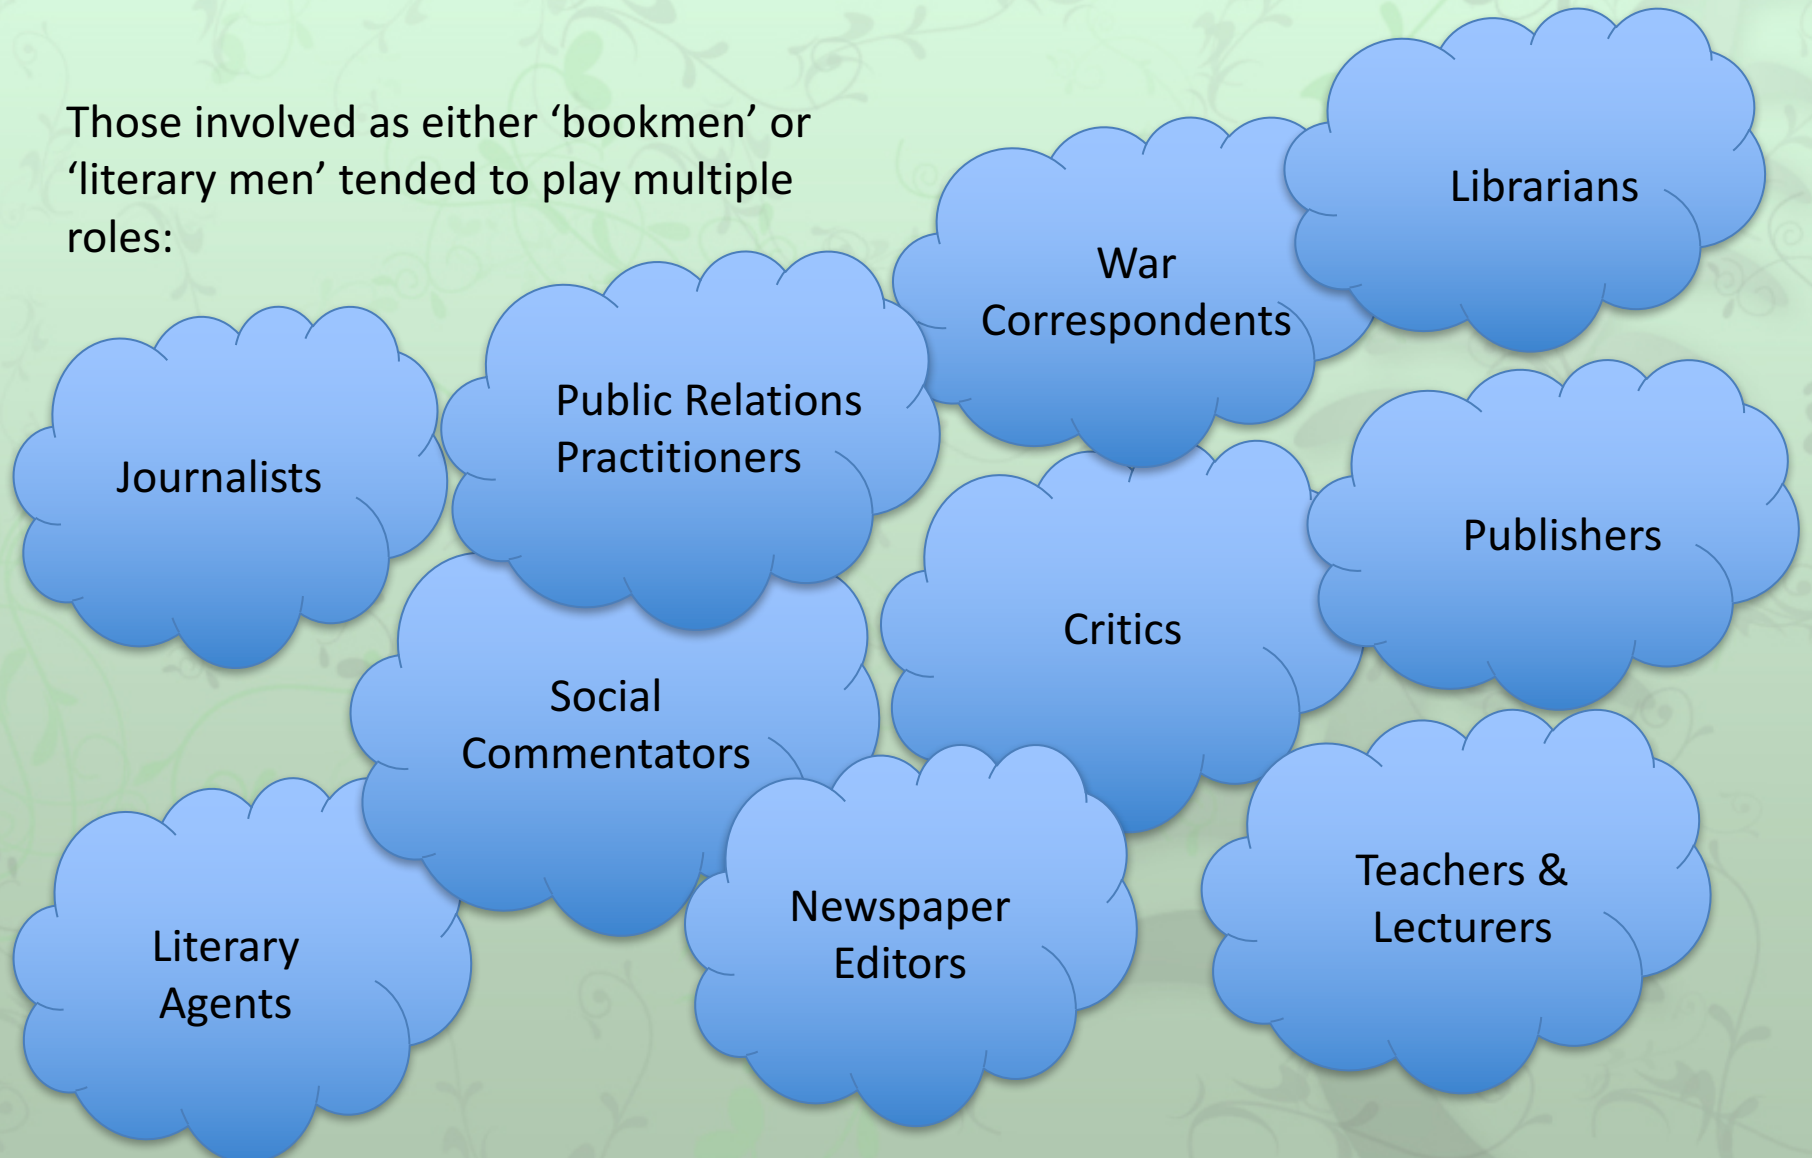 Those involved as either ‘bookmen’ or
‘literary men’ tended to play multiple
roles:
Librarians
War
Correspondents
Public Relations
Practitioners
Journalists
Publishers
Critics
Social
Commentators
Teachers &
Lecturers
Newspaper
Editors
Literary
Agents